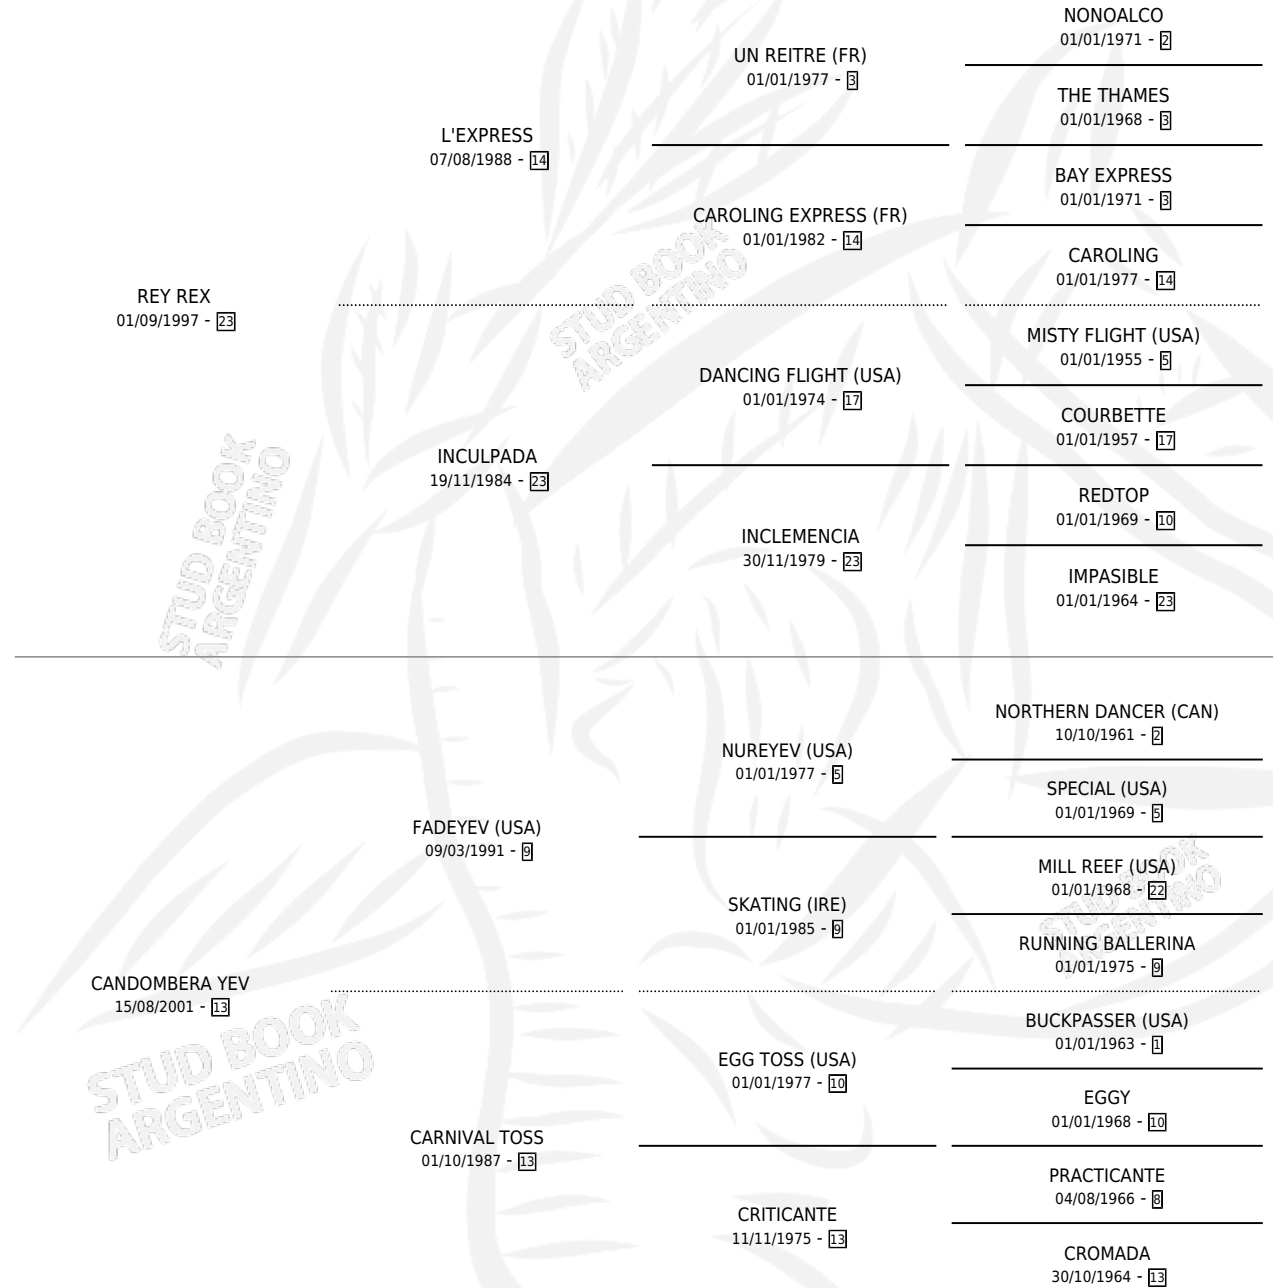 NONOALCO
01/01/1971 - 2
UN REITRE (FR)
01/01/1977 - 3
THE THAMES
01/01/1968 - 3
L'EXPRESS
07/08/1988 - 14
BAY EXPRESS
01/01/1971 - 3
CAROLING EXPRESS (FR)
01/01/1982 - 14
CAROLING
01/01/1977 - 14
REY REX
01/09/1997 - 23
MISTY FLIGHT (USA)
01/01/1955 - 5
DANCING FLIGHT (USA)
01/01/1974 - 17
COURBETTE
01/01/1957 - 17
INCULPADA
19/11/1984 - 23
REDTOP
01/01/1969 - 10
INCLEMENCIA
30/11/1979 - 23
IMPASIBLE
01/01/1964 - 23
STUD BOOK
ARGENTINO
STUD BOOK
ARGENTINO
NORTHERN DANCER (CAN)
10/10/1961 - 2
NUREYEV (USA)
01/01/1977 - 5
SPECIAL (USA)
01/01/1969 - 5
FADEYEV (USA)
09/03/1991 - 9
MILL REEF (USA)
01/01/1968 - 22
SKATING (IRE)
01/01/1985 - 9
RUNNING BALLERINA
01/01/1975 - 9
STUD BOOK
ARGENTINO
CANDOMBERA YEV
15/08/2001 - 13
BUCKPASSER (USA)
01/01/1963 - 1
EGG TOSS (USA)
01/01/1977 - 10
EGGY
01/01/1968 - 10
CARNIVAL TOSS
01/10/1987 - 13
PRACTICANTE
04/08/1966 - 8
CRITICANTE
11/11/1975 - 13
CROMADA
30/10/1964 - 13
STUD BOOK
ARGENTINO